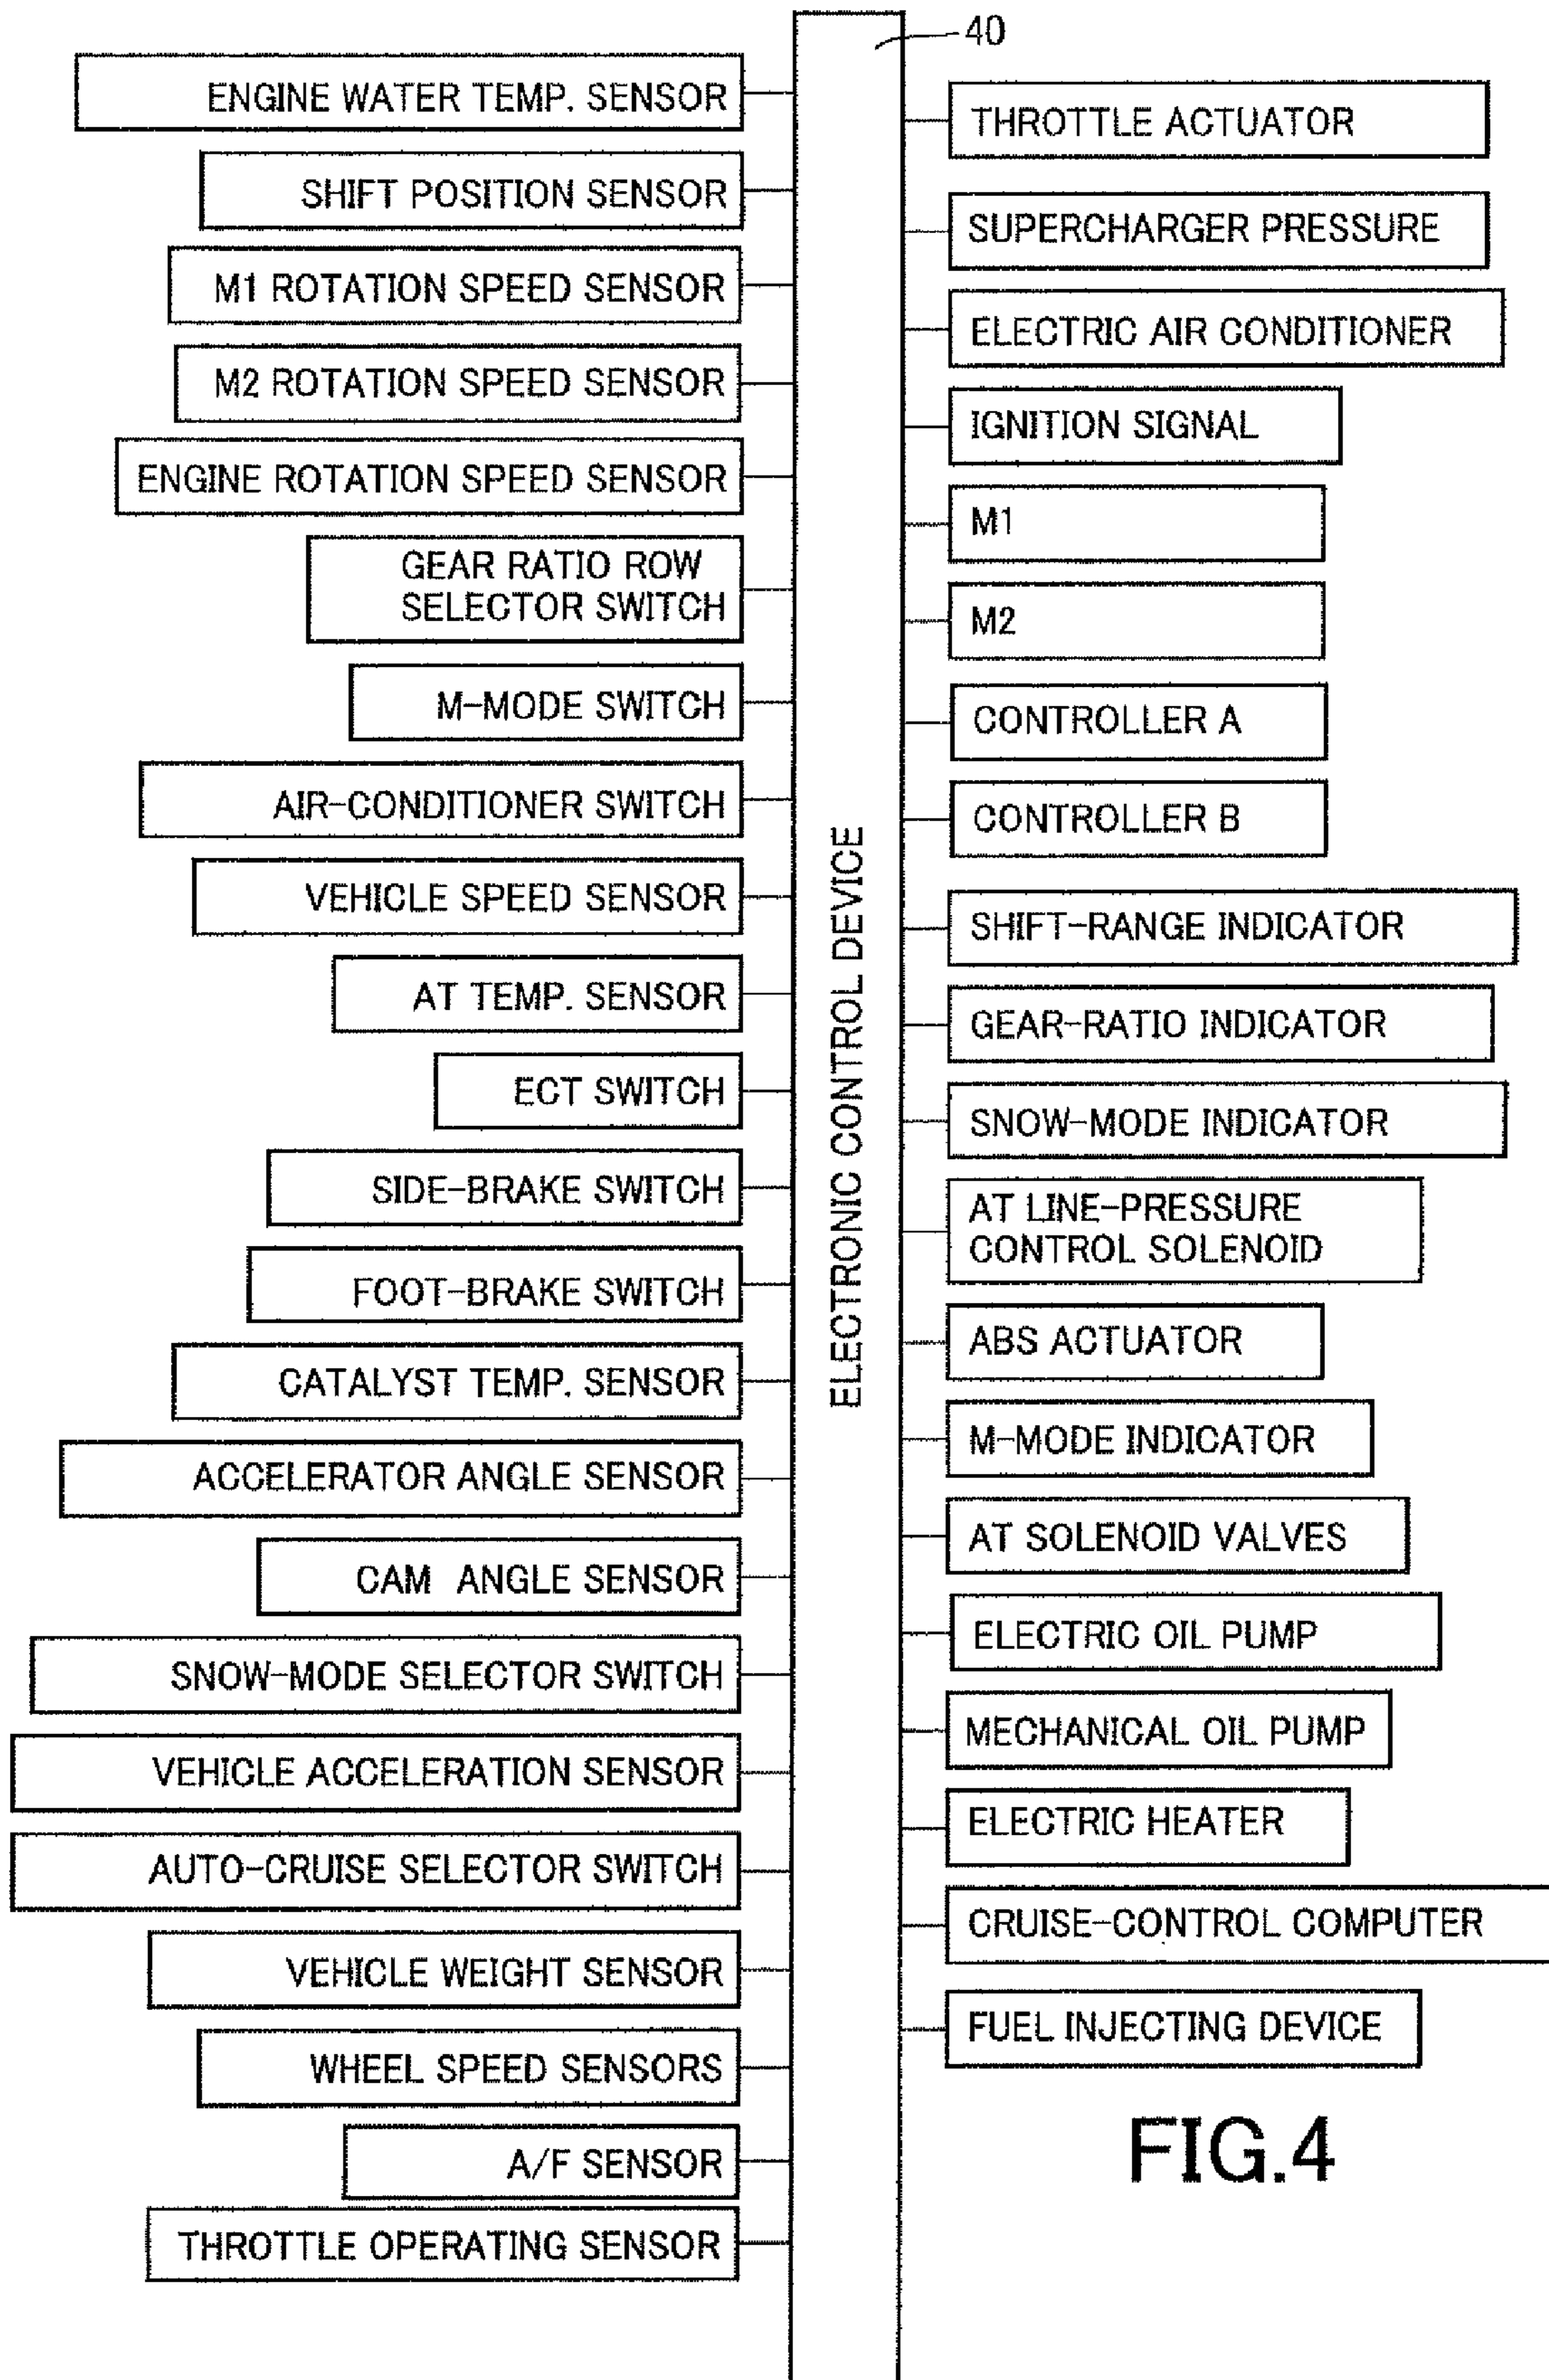 40
ENGINE WATER TEMP. SENSOR
SHIFT POSITION SENSOR
M1 ROTATION SPEED SENSOR
M2 ROTATION SPEED SENSOR
ENGINE ROTATION SPEED SENSOR
GEAR RATIO ROW
SELECTOR SWITCH
M-MODE SWITCH
AIR-CONDITIONER SWITCH
VEHICLE SPEED SENSOR
AT TEMP. SENSOR
ECT SWITCH
SIDE-BRAKE SWITCH
FOOT-BRAKE SWITCH
CATALYST TEMP. SENSOR
ACCELERATOR ANGLE SENSOR
CAM ANGLE SENSOR
SNOW-MODE SELECTOR SWITCH
VEHICLE ACCELERATION SENSOR
AUTO-CRUISE SELECTOR SWITCH
VEHICLE WEIGHT SENSOR
WHEEL SPEED SENSORS
A/F SENSOR
THROTTLE OPERATING SENSOR
ELECTRONIC CONTROL DEVICE
THROTTLE ACTUATOR
SUPERCHARGER PRESSURE
ELECTRIC AIR CONDITIONER
IGNITION SIGNAL
M1
M2
CONTROLLER A
CONTROLLER B
SHIFT-RANGE INDICATOR
GEAR-RATIO INDICATOR
SNOW-MODE INDICATOR
AT LINE-PRESSURE
CONTROL SOLENOID
ABS ACTUATOR
M-MODE INDICATOR
AT SOLENOID VALVES
ELECTRIC OIL PUMP
MECHANICAL OIL PUMP
ELECTRIC HEATER
CRUISE-CONTROL COMPUTER
FUEL INJECTING DEVICE
FIG.4